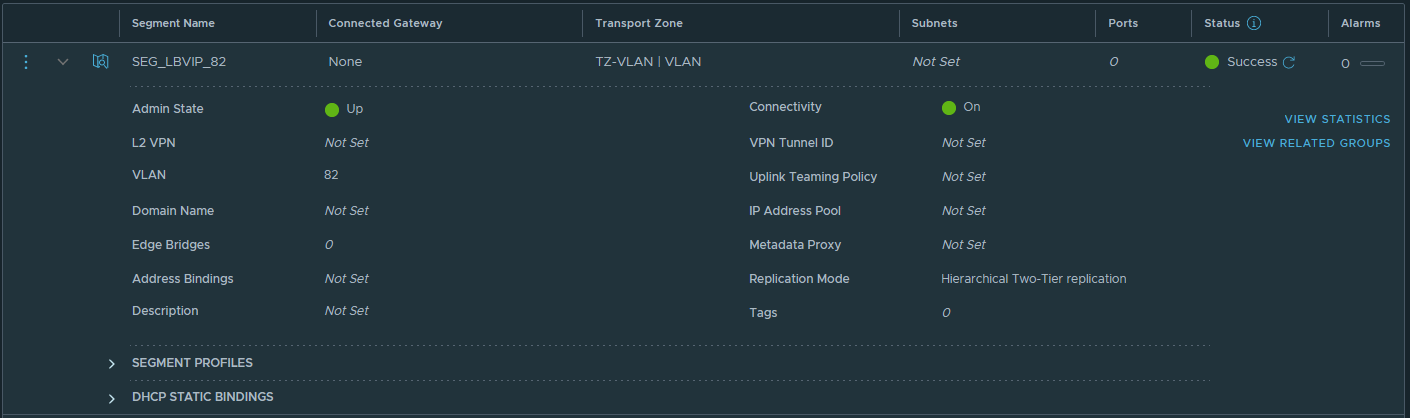 Segment Name Connected Gateway Transport Zone Subnets Ports Status Alarms
SEG_LBVIP_82 None TZ-VLAN | VLAN Not Set 0 Success 0
Admin State Up Connectivity On
VIEW STATISTICS
L2 VPN Not Set VPN Tunnel ID Not Set VIEW RELATED GROUPS
VLAN 82 Uplink Teaming Policy Not Set
Domain Name Not Set IP Address Pool Not Set
Edge Bridges 0 Metadata Proxy Not Set
Address Bindings Not Set Replication Mode Hierarchical Two-Tier replication
Description Not Set Tags 0
SEGMENT PROFILES
DHCP STATIC BINDINGS